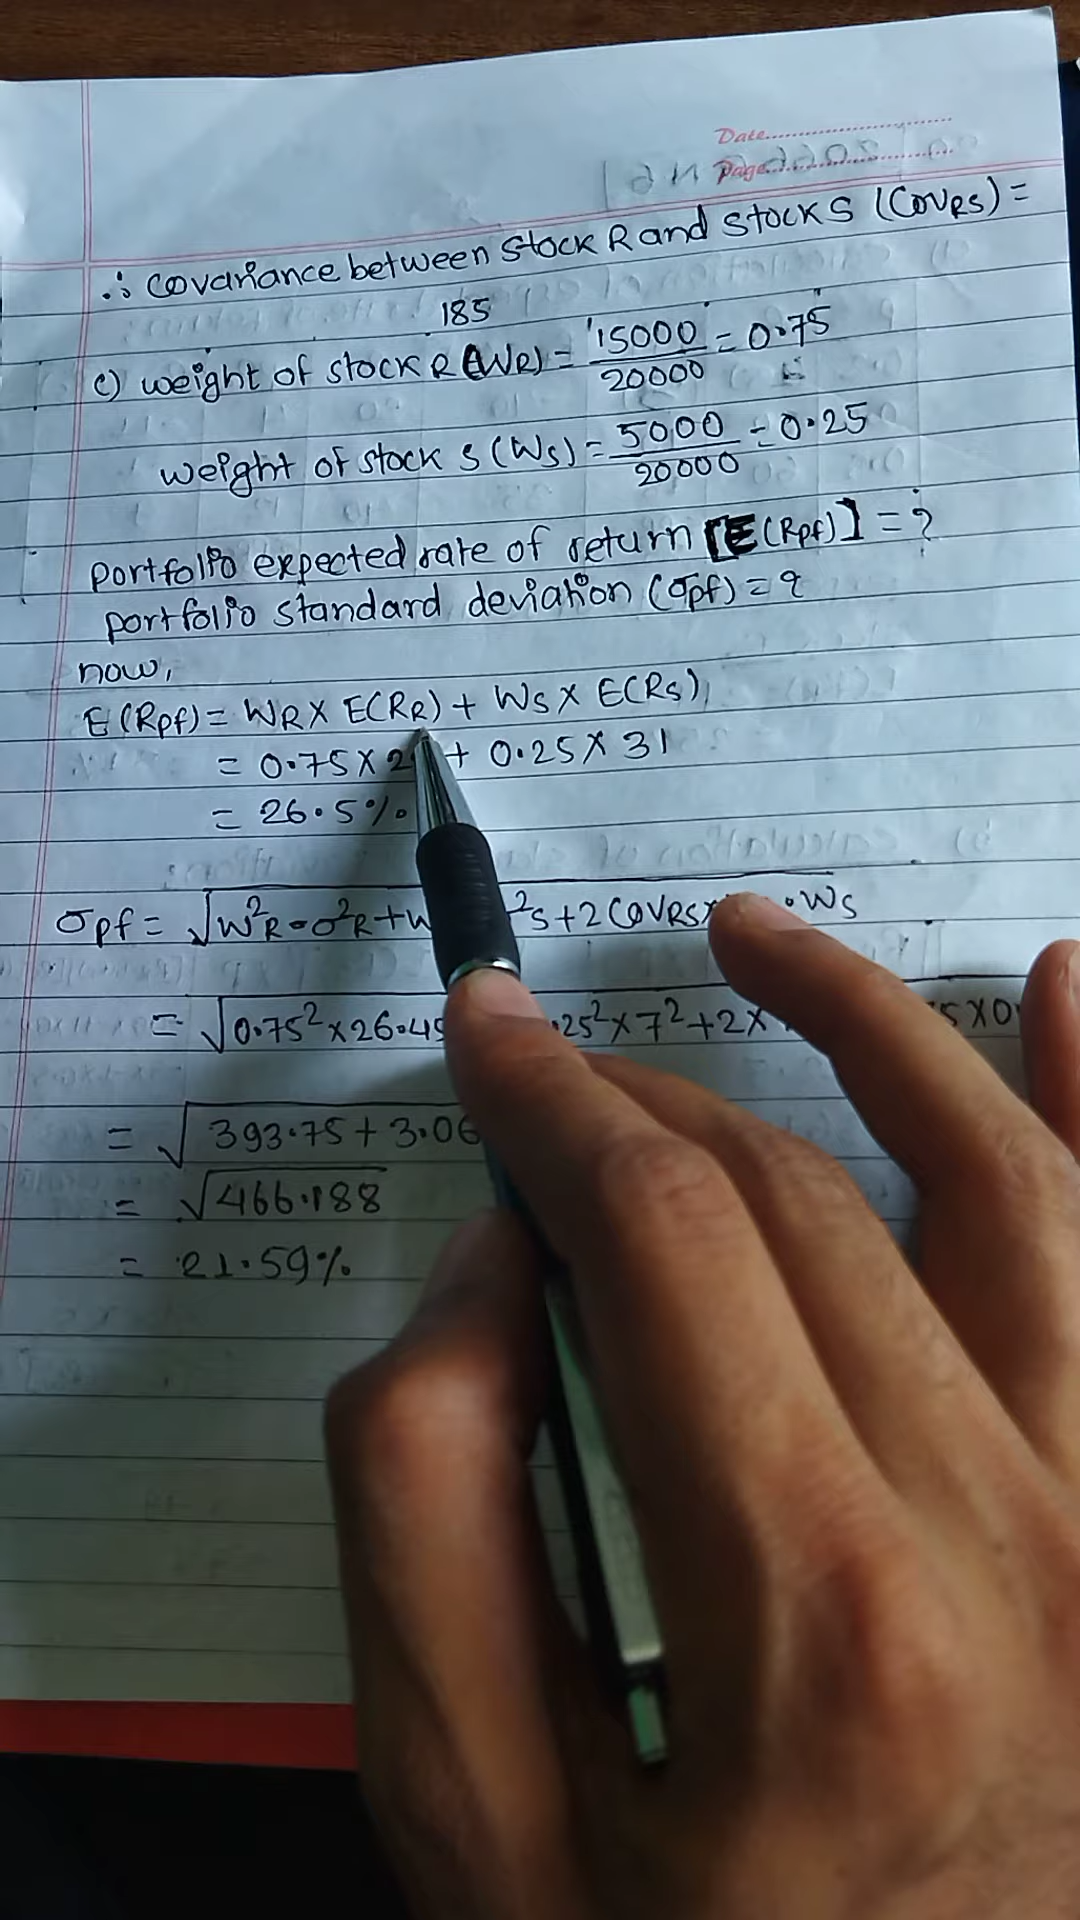 Date
Page
∴ covariance between stock R and stock S (COVRS) =
185
c) weight of stock R (WR) = 15000/20000 = 0.75
weight of stock S (WS) = 5000/20000 = 0.25
portfolio expected rate of return [E(Rpf)] = ?
portfolio standard deviation (σpf) = ?
now,
E(Rpf) = WR X E(RR) + WS X E(RS)
= 0.75 X 2 + 0.25 X 31
= 26.5%
σpf = √W²R·σ²R + W ²S + 2 COVRS ·WS
= √0.75² X 26.45 .25² X 7² + 2 X 5 X 0
= √393.75 + 3.06
= √466.188
= 21.59%